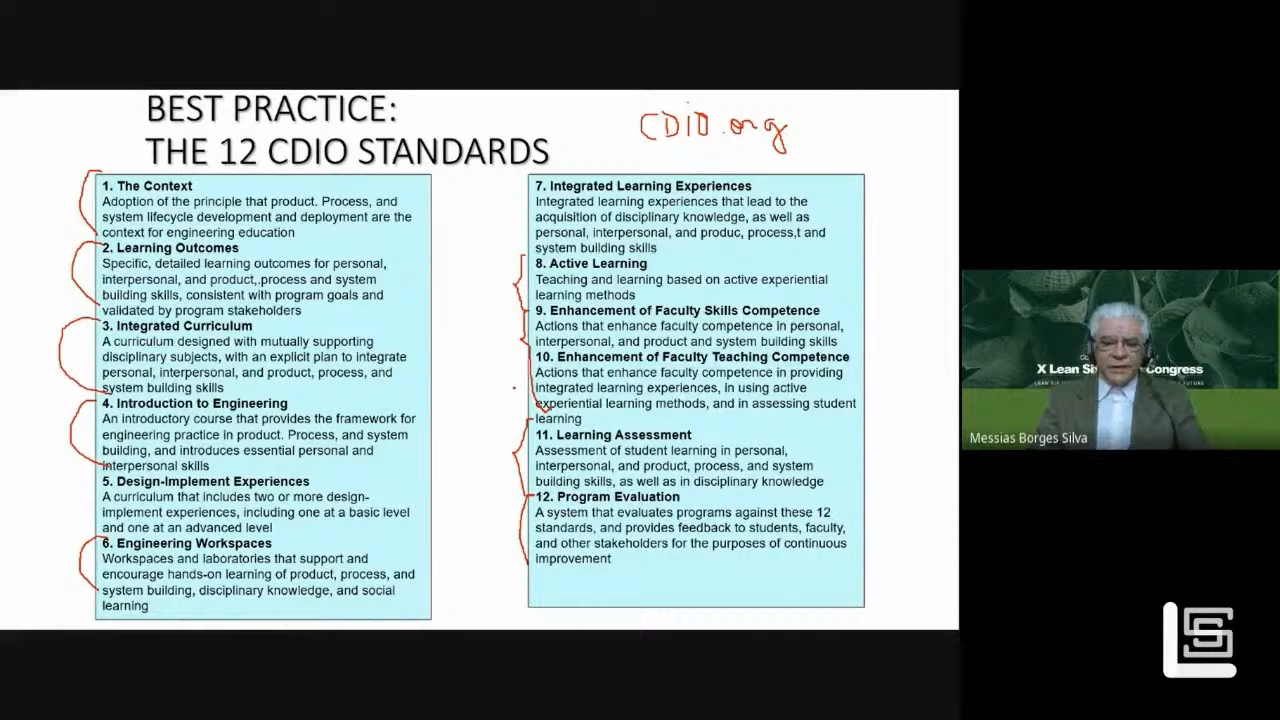 BEST PRACTICE:
THE 12 CDIO STANDARDS
CDIO.org
1. The Context
Adoption of the principle that product. Process, and
system lifecycle development and deployment are the
context for engineering education
2. Learning Outcomes
Specific, detailed learning outcomes for personal,
interpersonal, and product,.process and system
building skills, consistent with program goals and
validated by program stakeholders
3. Integrated Curriculum
A curriculum designed with mutually supporting
disciplinary subjects, with an explicit plan to integrate
personal, interpersonal, and product, process, and
system building skills
4. Introduction to Engineering
An introductory course that provides the framework for
engineering practice in product. Process, and system
building, and introduces essential personal and
interpersonal skills
5. Design-Implement Experiences
A curriculum that includes two or more design-
implement experiences, including one at a basic level
and one at an advanced level
6. Engineering Workspaces
Workspaces and laboratories that support and
encourage hands-on learning of product, process, and
system building, disciplinary knowledge, and social
learning
7. Integrated Learning Experiences
Integrated learning experiences that lead to the
acquisition of disciplinary knowledge, as well as
personal, interpersonal, and produc, process,t and
system building skills
8. Active Learning
Teaching and learning based on active experiential
learning methods
9. Enhancement of Faculty Skills Competence
Actions that enhance faculty competence in personal,
interpersonal, and product and system building skills
10. Enhancement of Faculty Teaching Competence
Actions that enhance faculty competence in providing
integrated learning experiences, in using active
experiential learning methods, and in assessing student
learning
11. Learning Assessment
Assessment of student learning in personal,
interpersonal, and product, process, and system
building skills, as well as in disciplinary knowledge
12. Program Evaluation
A system that evaluates programs against these 12
standards, and provides feedback to students, faculty,
and other stakeholders for the purposes of continuous
improvement
X Lean Si Congress
Messias Borges Silva
LSS